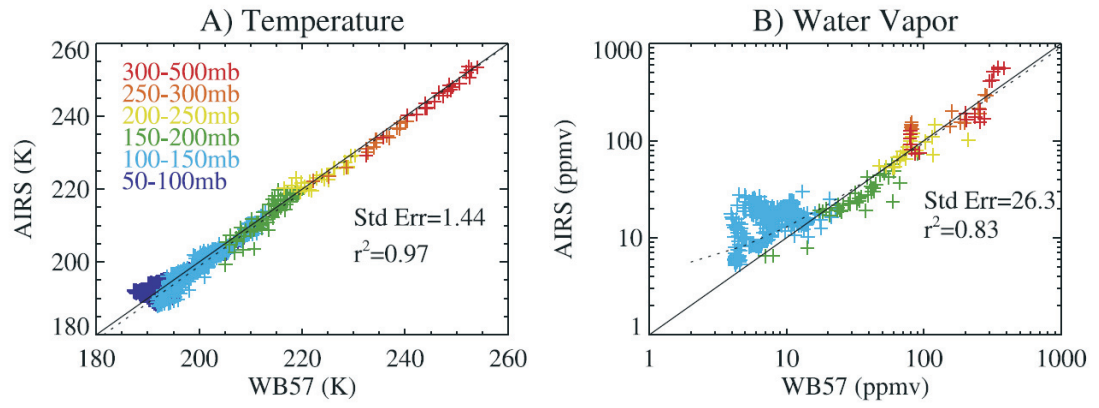 A) Temperature
260
240
220
200
180
AIRS (K)
300-500mb
250-300mb
200-250mb
150-200mb
100-150mb
50-100mb
Std Err=1.44
r²=0.97
180 200 220 240 260
WB57 (K)
B) Water Vapor
1000
100
10
1
AIRS (ppmv)
Std Err=26.3
r²=0.83
1 10 100 1000
WB57 (ppmv)